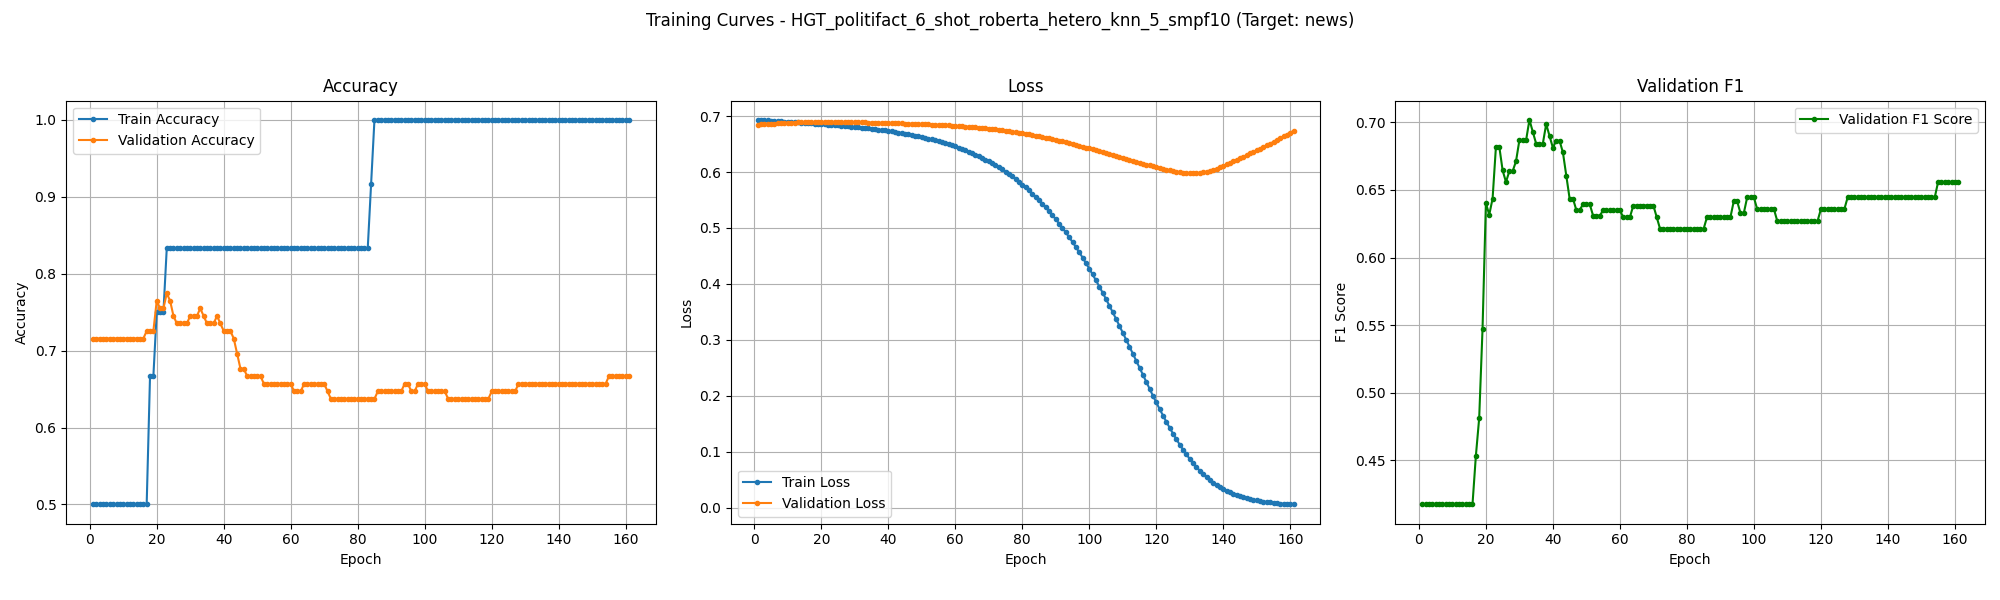 Training Curves - HGT_politifact_6_shot_roberta_hetero_knn_5_smpf10 (Target: news)
Accuracy
Train Accuracy
Validation Accuracy
1.0
0.9
0.8
0.7
0.6
0.5
Accuracy
0 20 40 60 80 100 120 140 160
Epoch
Loss
0.7
0.6
0.5
0.4
0.3
0.2
0.1
0.0
Loss
Train Loss
Validation Loss
0 20 40 60 80 100 120 140 160
Epoch
Validation F1
Validation F1 Score
0.70
0.65
0.60
0.55
0.50
0.45
F1 Score
0 20 40 60 80 100 120 140 160
Epoch